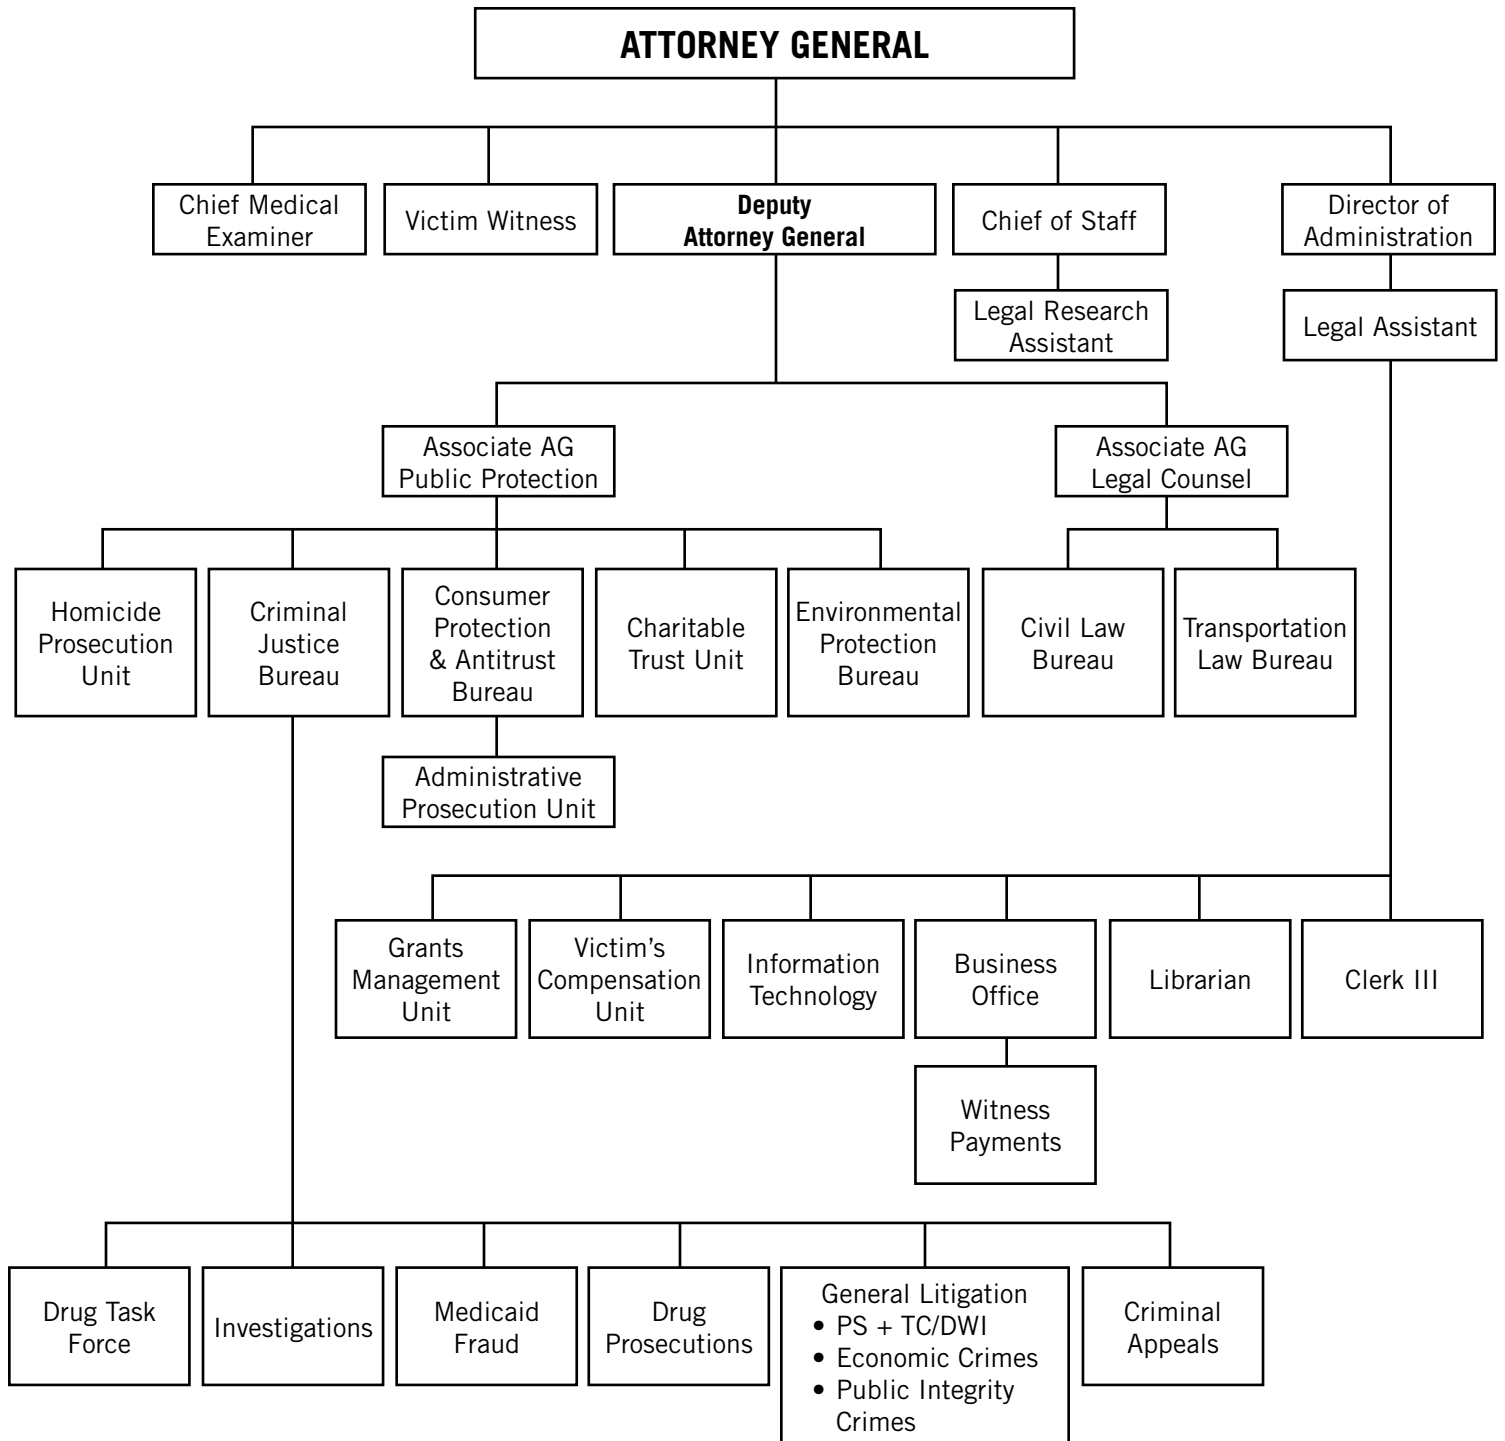 ATTORNEY GENERAL
Chief Medical
Examiner
Victim Witness
Deputy
Attorney General
Chief of Staff
Director of
Administration
Legal Research
Assistant
Legal Assistant
Associate AG
Public Protection
Associate AG
Legal Counsel
Homicide
Prosecution
Unit
Criminal
Justice
Bureau
Consumer
Protection
& Antitrust
Bureau
Charitable
Trust Unit
Environmental
Protection
Bureau
Civil Law
Bureau
Transportation
Law Bureau
Administrative
Prosecution Unit
Grants
Management
Unit
Victim’s
Compensation
Unit
Information
Technology
Business
Office
Librarian
Clerk III
Witness
Payments
Drug Task
Force
Investigations
Medicaid
Fraud
Drug
Prosecutions
General Litigation
• PS + TC/DWI
• Economic Crimes
• Public Integrity
Crimes
Criminal
Appeals